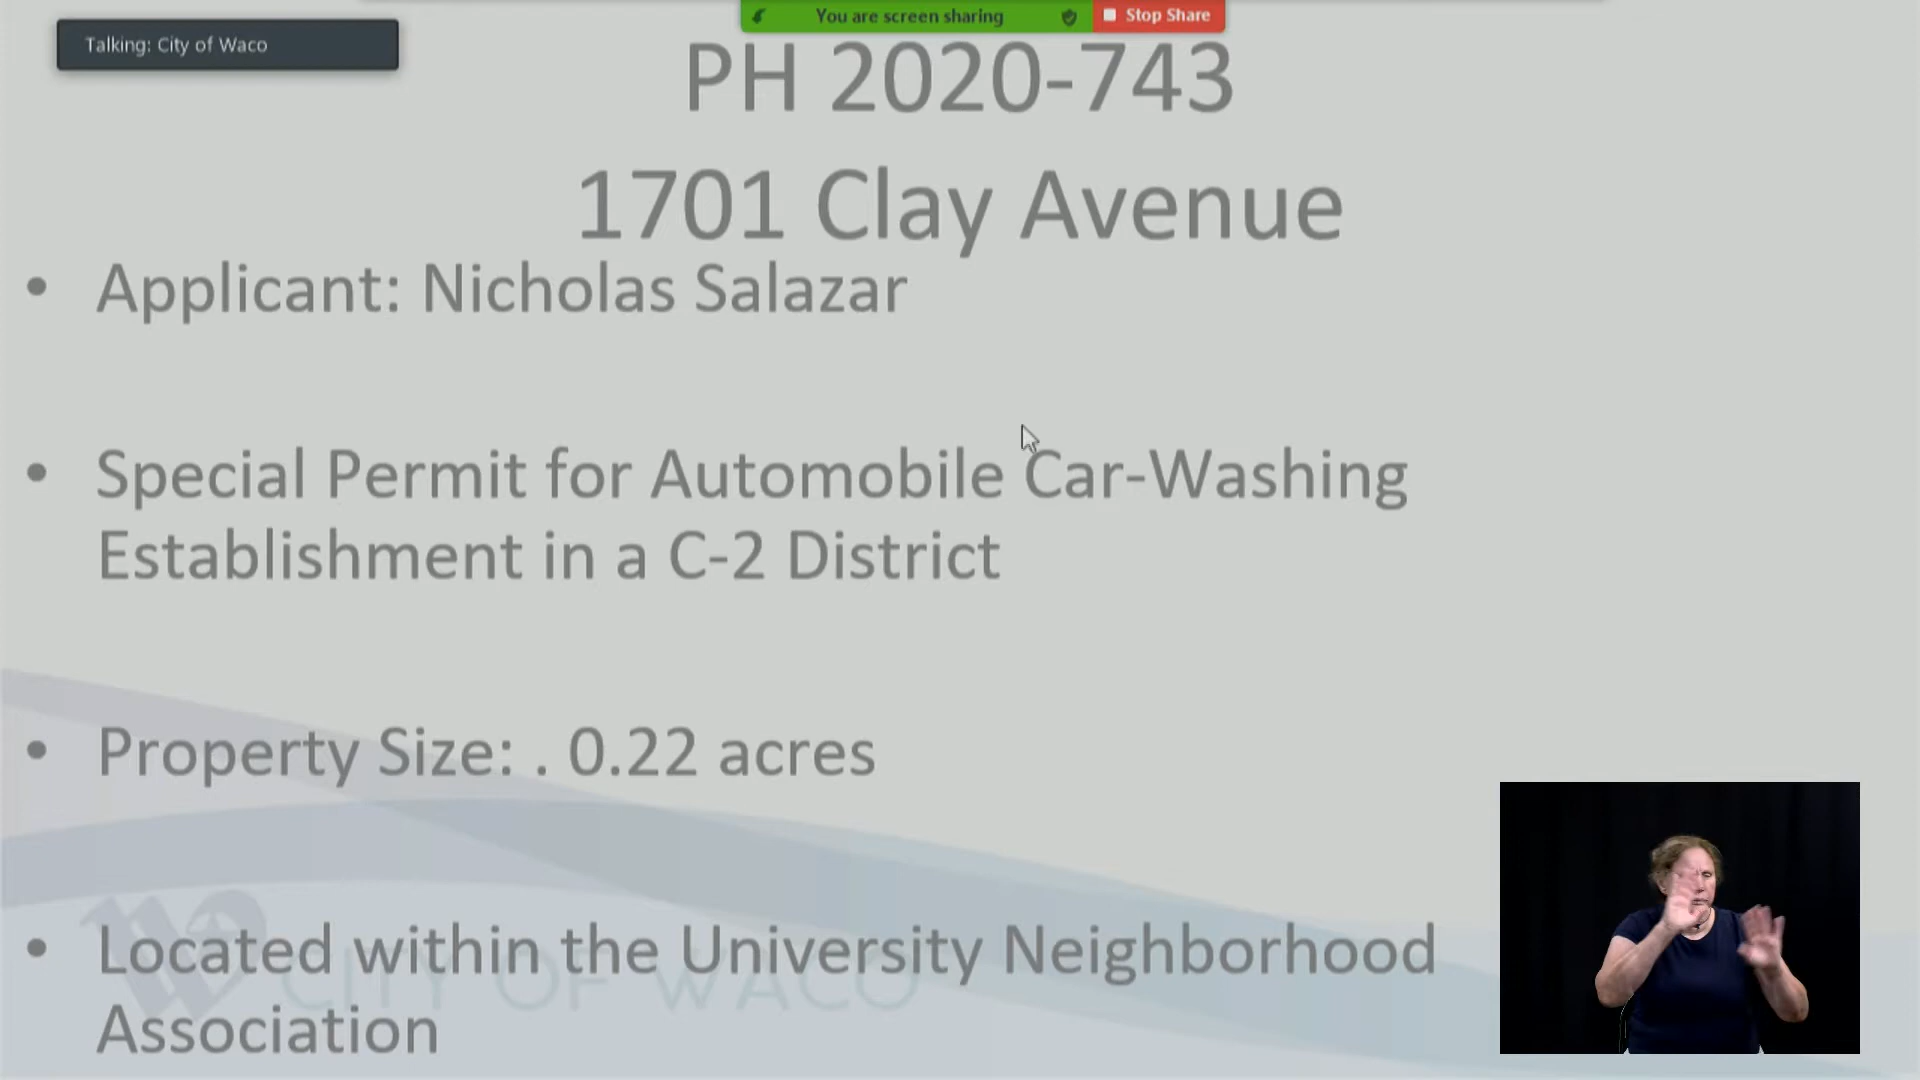 You are screen sharing
Stop Share
Talking: City of Waco
PH 2020-743
1701 Clay Avenue
• Applicant: Nicholas Salazar
• Special Permit for Automobile Car-Washing
Establishment in a C-2 District
• Property Size: . 0.22 acres
• Located within the University Neighborhood
Association
CITY OF WACO